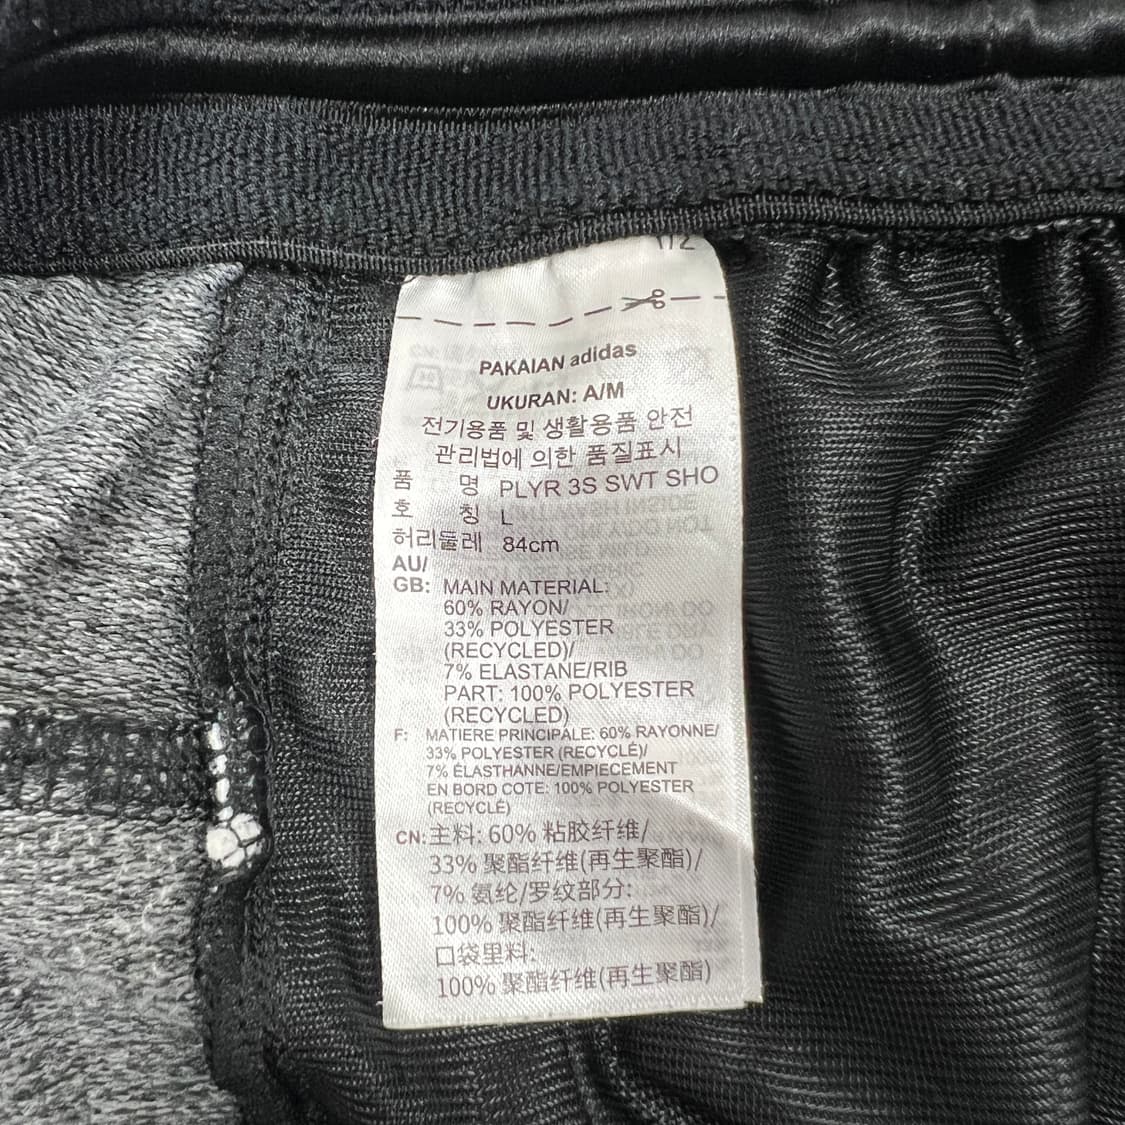 PAKAIAN adidas
UKURAN: A/M
전기용품 및 생활용품 안전
관리법에 의한 품질표시
품 명 PLYR 3S SWT SHO
호 칭 L
허리둘레 84cm
AU/
GB: MAIN MATERIAL:
60% RAYON/
33% POLYESTER
(RECYCLED)/
7% ELASTANE/RIB
PART: 100% POLYESTER
(RECYCLED)
F: MATIERE PRINCIPALE: 60% RAYONNE/
33% POLYESTER (RECYCLÉ)/
7% ÉLASTHANNE/EMPIECEMENT
EN BORD COTE: 100% POLYESTER
(RECYCLÉ)
CN: 主料: 60% 粘胶纤维/
33% 聚酯纤维(再生聚酯)/
7% 氨纶/罗纹部分:
100% 聚酯纤维(再生聚酯)/
口袋里料:
100% 聚酯纤维(再生聚酯)